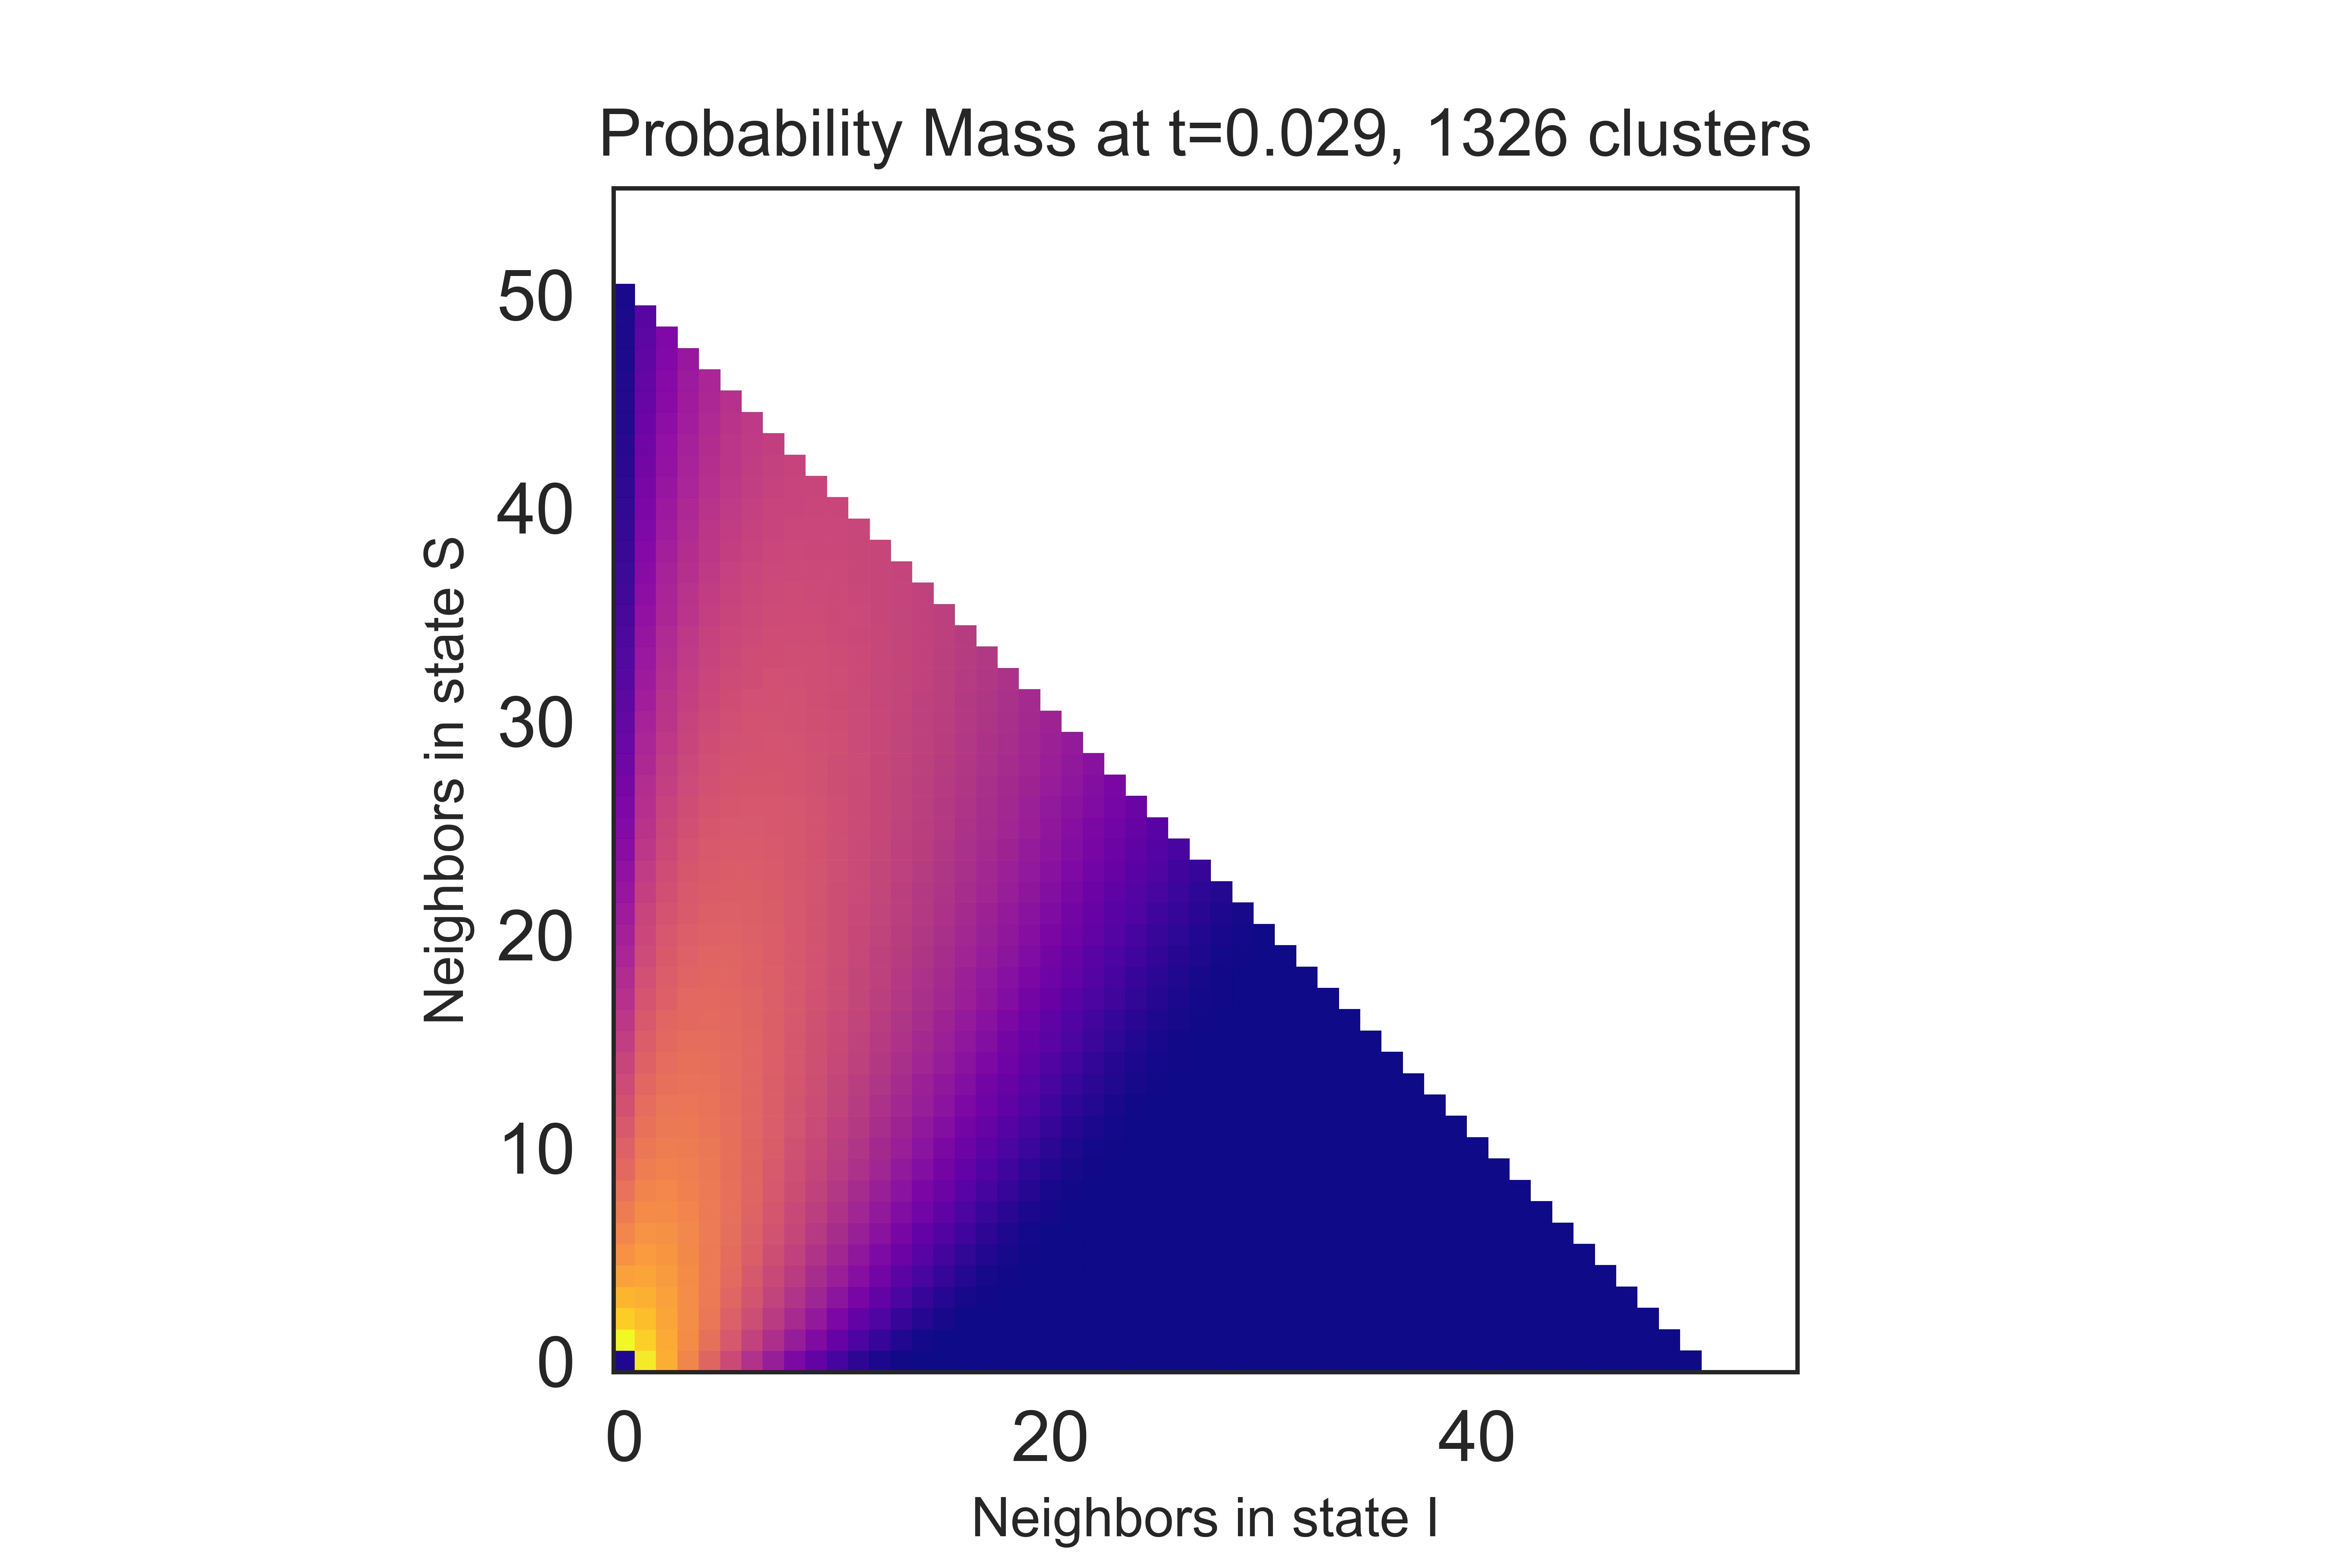 Probability Mass at t=0.029, 1326 clusters
50
40
30
20
10
0
Neighbors in state S
0 20 40
Neighbors in state I